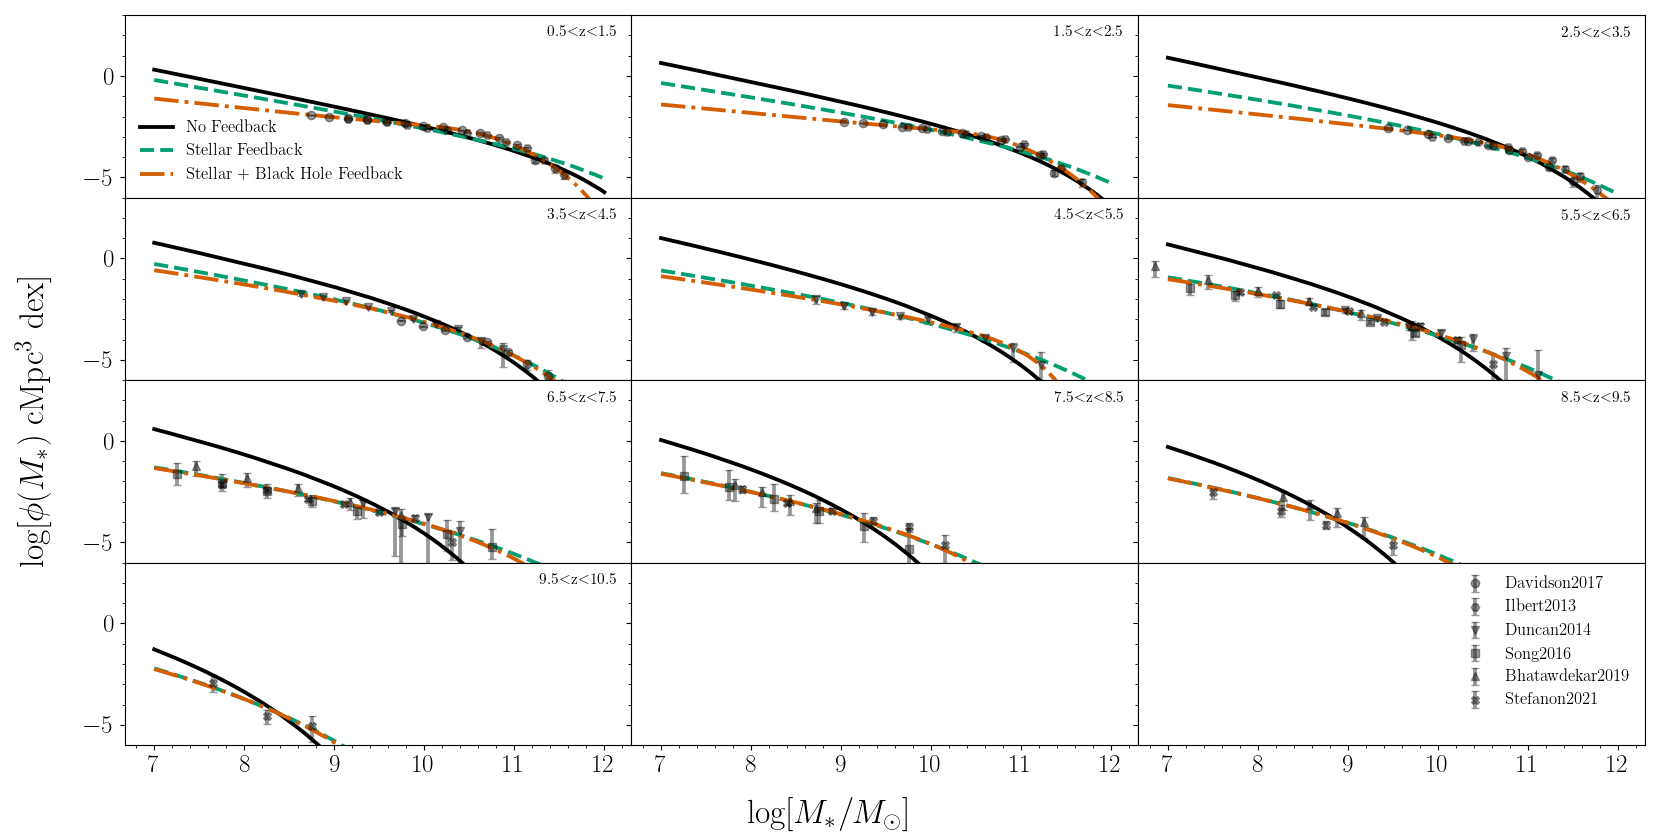 0.5<z<1.5
1.5<z<2.5
2.5<z<3.5
0
−5
No Feedback
Stellar Feedback
Stellar + Black Hole Feedback
3.5<z<4.5
4.5<z<5.5
5.5<z<6.5
0
−5
6.5<z<7.5
7.5<z<8.5
8.5<z<9.5
0
−5
9.5<z<10.5
0
−5
Davidson2017
Ilbert2013
Duncan2014
Song2016
Bhatawdekar2019
Stefanon2021
7 8 9 10 11 12
7 8 9 10 11 12
7 8 9 10 11 12
log[M∗/M⊙]
log[ϕ(M∗) cMpc³ dex]